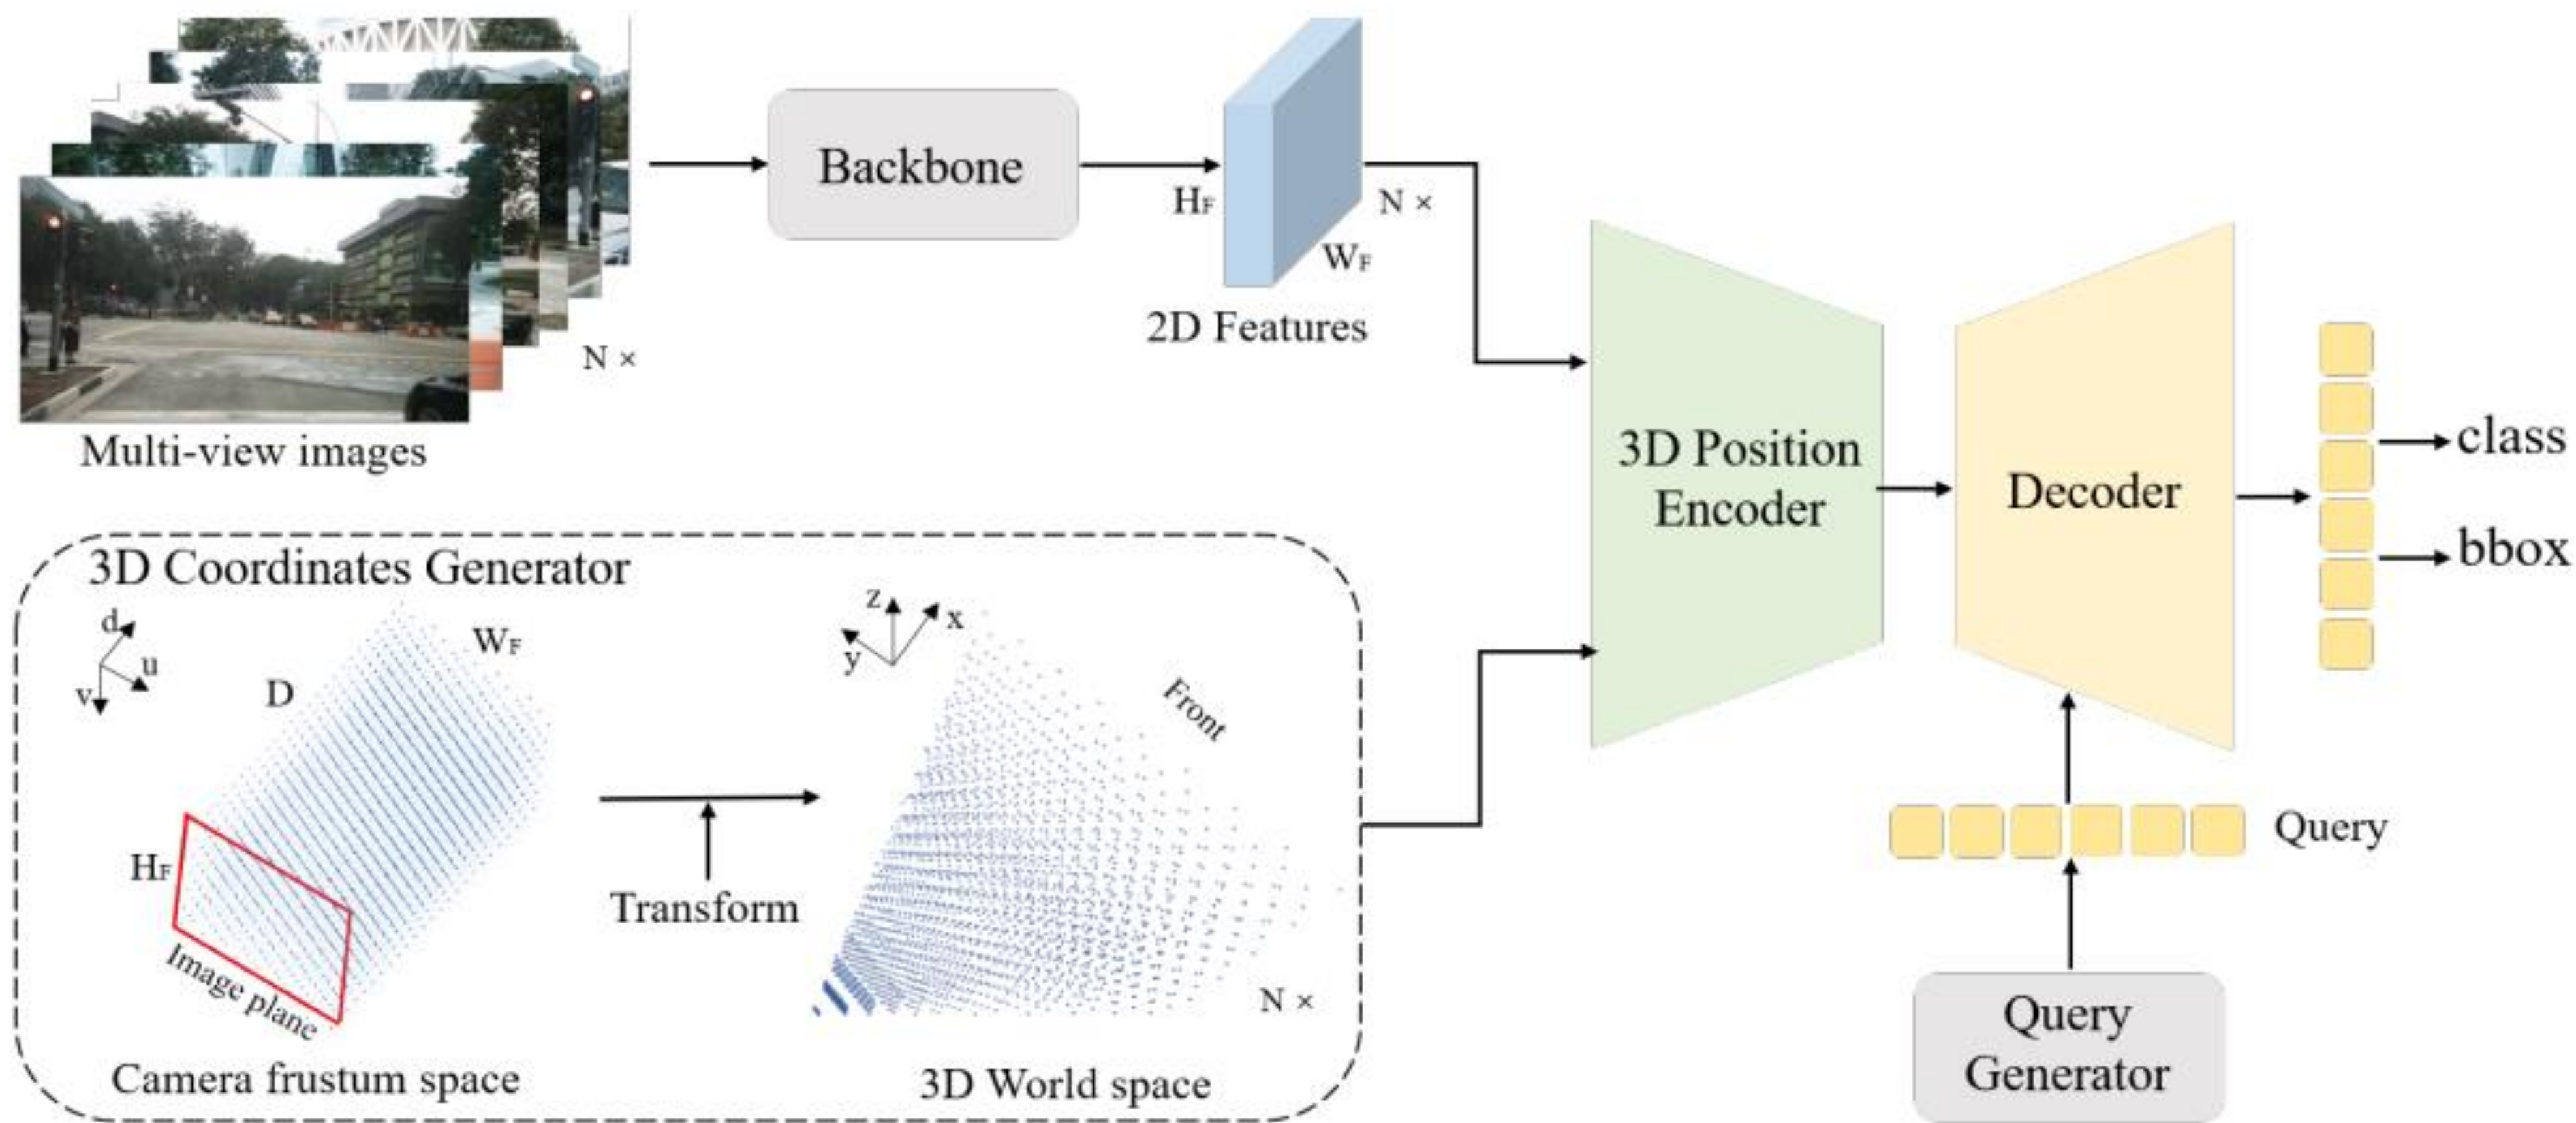 Backbone
HF
N ×
WF
2D Features
N ×
Multi-view images
3D Position
Encoder
Decoder
class
bbox
3D Coordinates Generator
d
u
v
D
WF
HF
Image plane
Camera frustum space
Transform
z
x
y
Front
N ×
3D World space
Query
Query
Generator